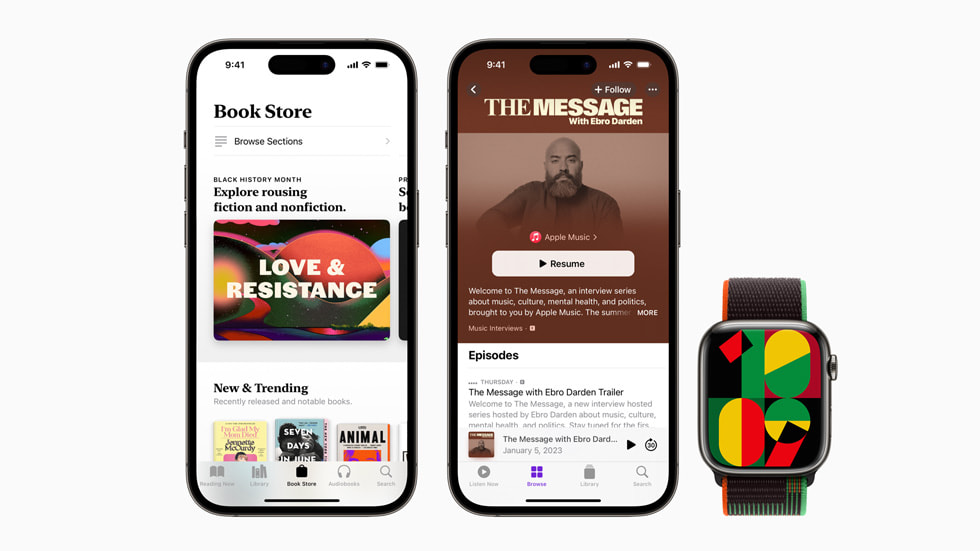 9:41
Book Store
Browse Sections
BLACK HISTORY MONTH
Explore rousing
fiction and nonfiction.
LOVE &
RESISTANCE
New & Trending
Recently released and notable books.
I'm Glad My
Mom Died
Jennette
McCurdy
SEVEN
DAYS
IN JUNE
ANIMAL
Reading Now
Library
Book Store
Audiobooks
Search
9:41
+ Follow
THE MESSAGE
With Ebro Darden
Apple Music
Resume
Welcome to The Message, an interview series
about music, culture, mental health, and politics,
brought to you by Apple Music. The summer MORE
Music Interviews · E
Episodes
THURSDAY · E
The Message with Ebro Darden Trailer
Welcome to The Message, a new interview hosted
series hosted by Ebro Darden about music, culture,
mental health, and politics. Stay tuned for the firs
THE MESSAGE
The Message with Ebro Dard...
January 5, 2023
30
Listen Now
Browse
Library
Search